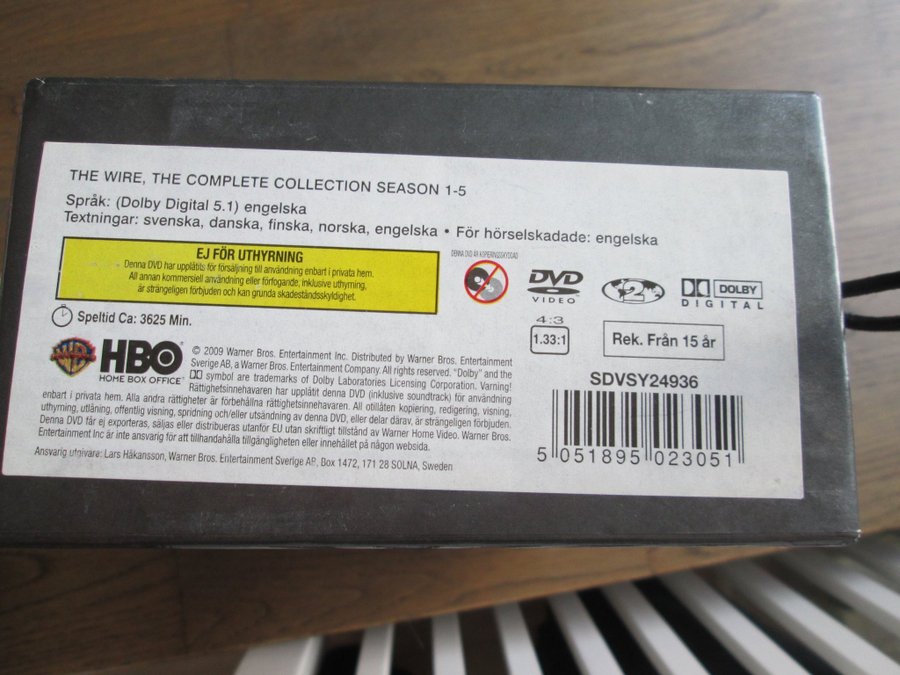 THE WIRE, THE COMPLETE COLLECTION SEASON 1-5
Språk: (Dolby Digital 5.1) engelska
Textningar: svenska, danska, finska, norska, engelska • För hörselskadade: engelska
EJ FÖR UTHYRNING
Denna DVD har upplåtits för försäljning till användning enbart i privata hem.
All annan kommersiell användning eller förfogande, inklusive uthyrning,
är strängeligen förbjuden och kan grunda skadeståndsskyldighet.
DENNA DVD ÄR KOPIERINGSSKYDDAD
DVD
VIDEO
2
DOLBY
DIGITAL
Speltid Ca: 3625 Min.
4:3
1.33:1
Rek. Från 15 år
HBO
HOME BOX OFFICE
© 2009 Warner Bros. Entertainment Inc. Distributed by Warner Bros. Entertainment
Sverige AB, a Warner Bros. Entertainment Company. All rights reserved. "Dolby" and the
symbol are trademarks of Dolby Laboratories Licensing Corporation. Varning!
Rättighetsinnehavaren har upplåtit denna DVD (inklusive soundtrack) för användning
enbart i privata hem. Alla andra rättigheter är förbehållna rättighetsinnehavaren. All otillåten kopiering, redigering, visning,
uthyrning, utlåning, offentlig visning, spridning och/eller utsändning av denna DVD, eller delar därav, är strängeligen förbjuden.
Denna DVD får ej exporteras, säljas eller distribueras utanför EU utan skriftligt tillstånd av Warner Home Video. Warner Bros.
Entertainment Inc är inte ansvarig för att tillhandahålla tillgängligheten eller innehållet på någon websida.
Ansvarig utgivare: Lars Håkansson, Warner Bros. Entertainment Sverige AB, Box 1472, 171 28 SOLNA, Sweden
SDVSY24936
5 051895 023051